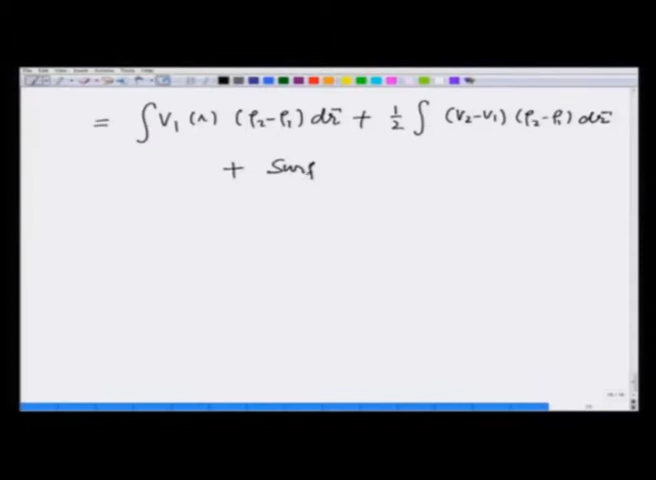 = ∫ V₁ (r) (ρ₂-ρ₁) dr̄ + 1/2 ∫ (V₂-V₁) (ρ₂-ρ₁) dr̄
+ Surf